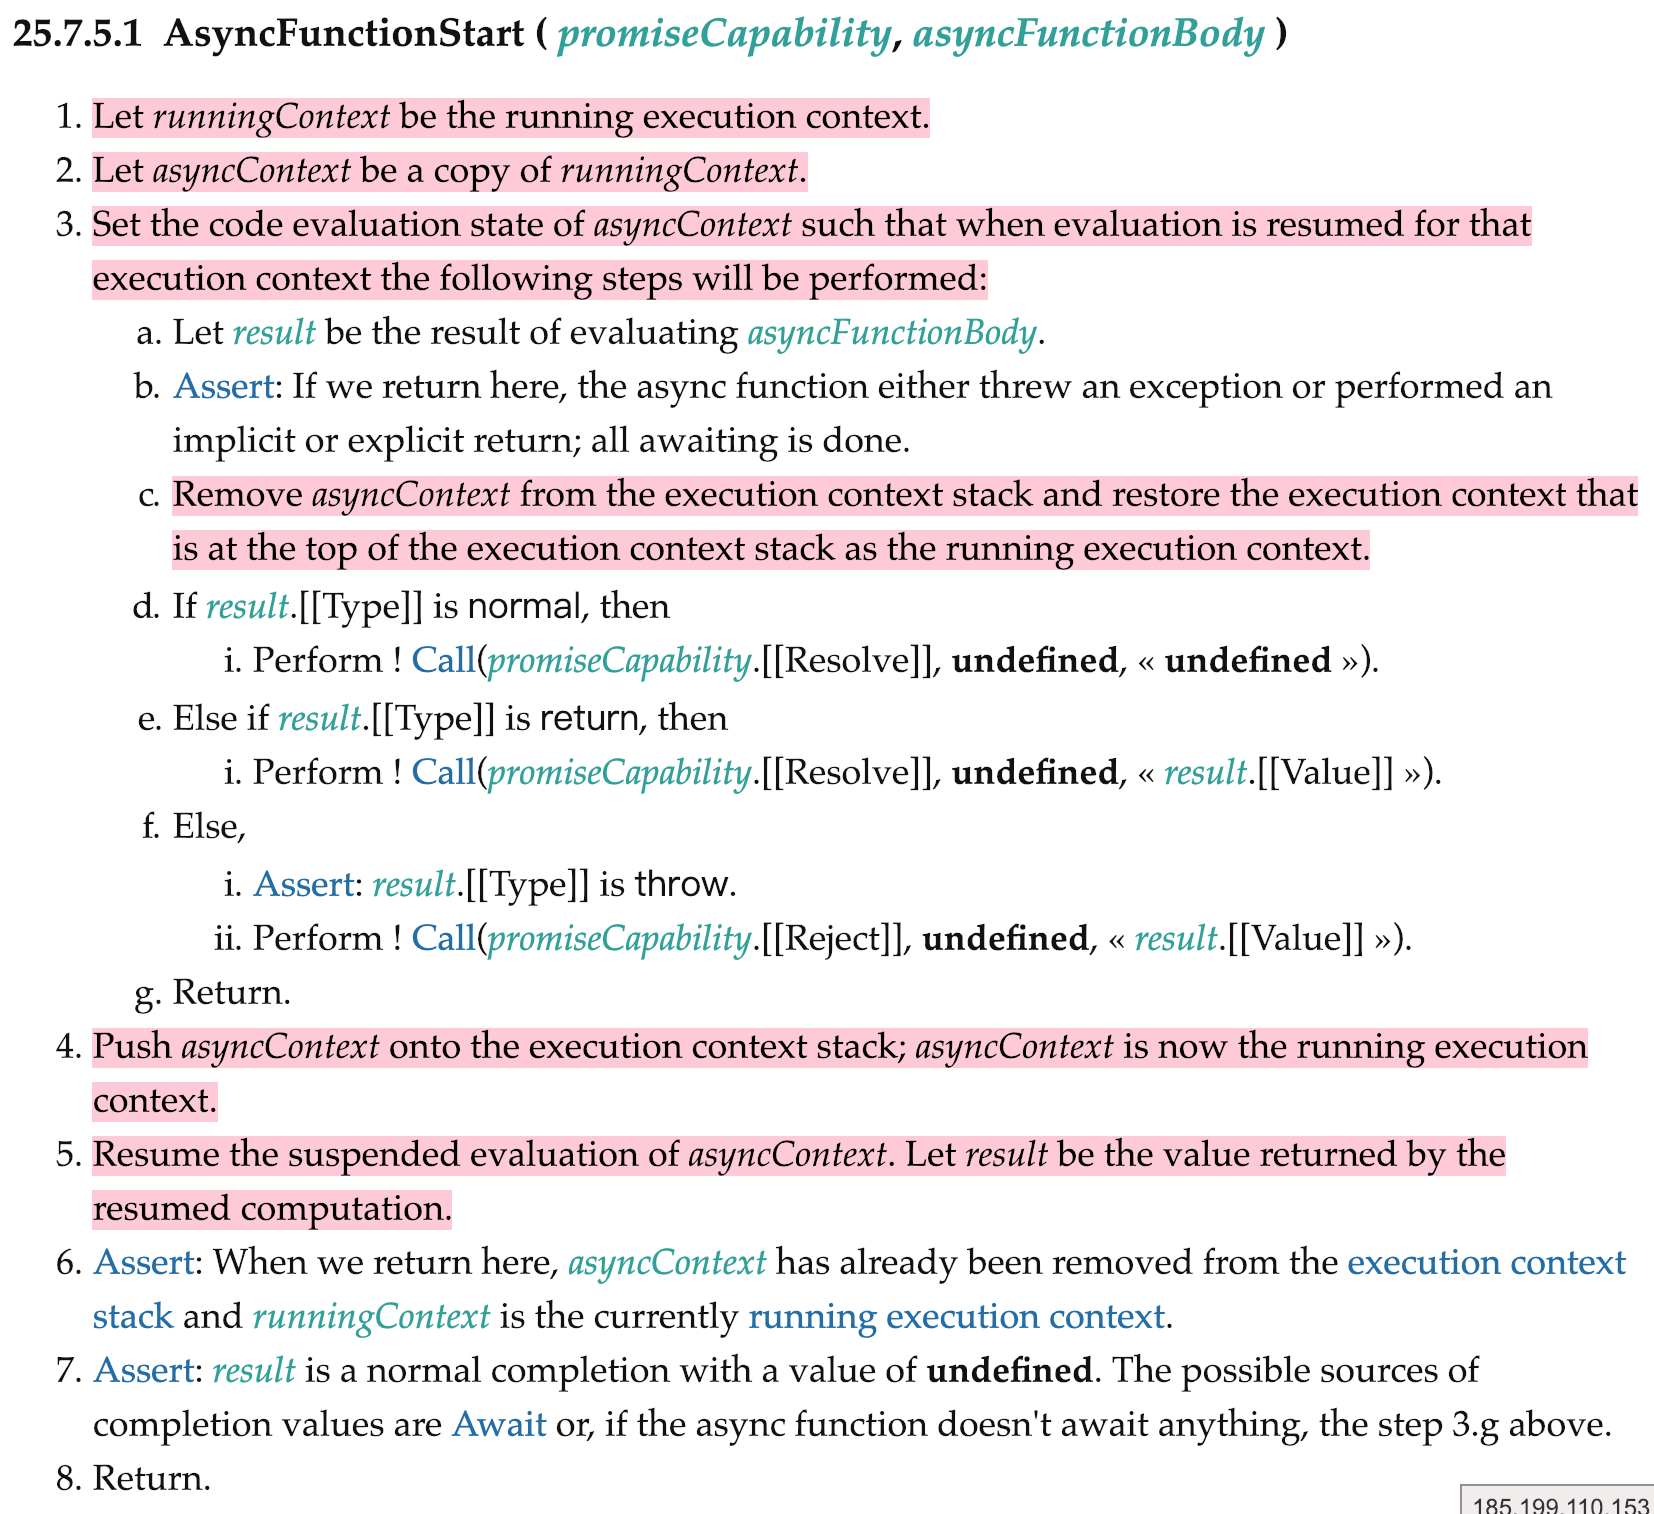 25.7.5.1 AsyncFunctionStart ( promiseCapability, asyncFunctionBody )
1. Let runningContext be the running execution context.
2. Let asyncContext be a copy of runningContext.
3. Set the code evaluation state of asyncContext such that when evaluation is resumed for that
execution context the following steps will be performed:
a. Let result be the result of evaluating asyncFunctionBody.
b. Assert: If we return here, the async function either threw an exception or performed an
implicit or explicit return; all awaiting is done.
c. Remove asyncContext from the execution context stack and restore the execution context that
is at the top of the execution context stack as the running execution context.
d. If result.[[Type]] is normal, then
i. Perform ! Call(promiseCapability.[[Resolve]], undefined, « undefined »).
e. Else if result.[[Type]] is return, then
i. Perform ! Call(promiseCapability.[[Resolve]], undefined, « result.[[Value]] »).
f. Else,
i. Assert: result.[[Type]] is throw.
ii. Perform ! Call(promiseCapability.[[Reject]], undefined, « result.[[Value]] »).
g. Return.
4. Push asyncContext onto the execution context stack; asyncContext is now the running execution
context.
5. Resume the suspended evaluation of asyncContext. Let result be the value returned by the
resumed computation.
6. Assert: When we return here, asyncContext has already been removed from the execution context
stack and runningContext is the currently running execution context.
7. Assert: result is a normal completion with a value of undefined. The possible sources of
completion values are Await or, if the async function doesn't await anything, the step 3.g above.
8. Return.
185.199.110.153